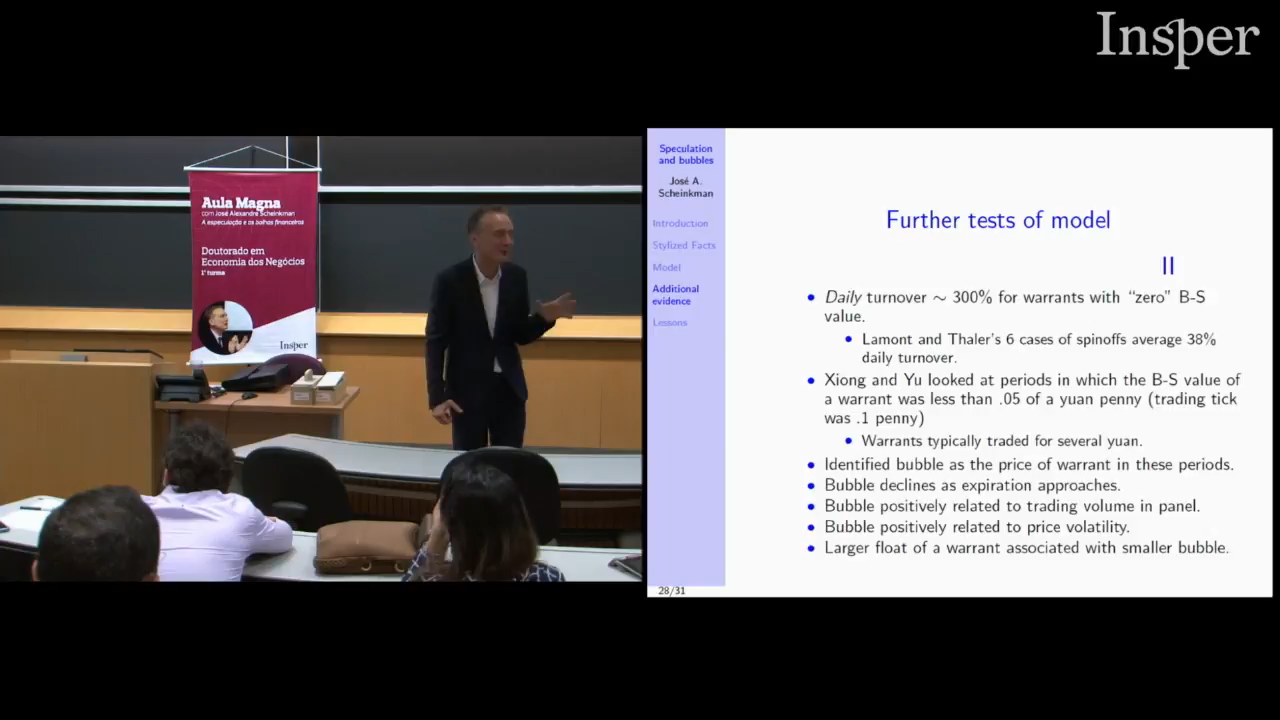 Insper
Aula Magna
com José Alexandre Scheinkman
A especulação e as bolhas financeiras
Doutorado em
Economia dos Negócios
1ª turma
Insper
Speculation
and bubbles
José A.
Scheinkman
Introduction
Stylized Facts
Model
Additional
evidence
Lessons
Further tests of model
II
• Daily turnover ∼ 300% for warrants with “zero” B-S
value.
• Lamont and Thaler's 6 cases of spinoffs average 38%
daily turnover.
• Xiong and Yu looked at periods in which the B-S value of
a warrant was less than .05 of a yuan penny (trading tick
was .1 penny)
• Warrants typically traded for several yuan.
• Identified bubble as the price of warrant in these periods.
• Bubble declines as expiration approaches.
• Bubble positively related to trading volume in panel.
• Bubble positively related to price volatility.
• Larger float of a warrant associated with smaller bubble.
28/31